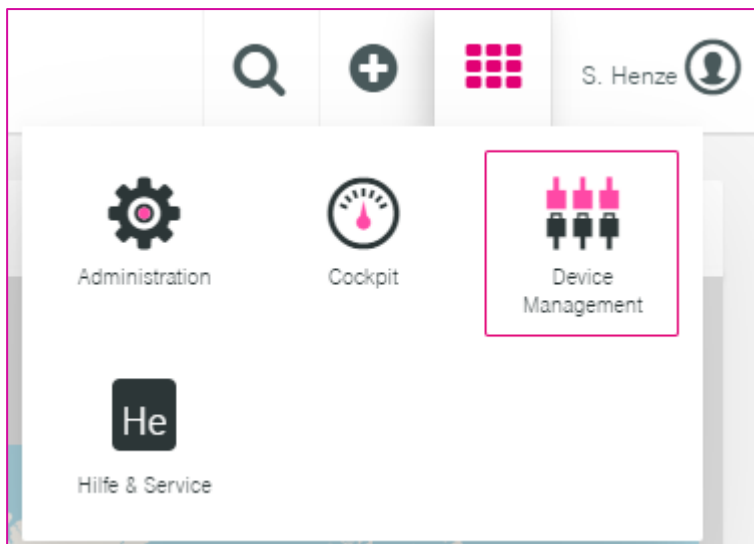 S. Henze
Administration
Cockpit
Device
Management
He
Hilfe & Service